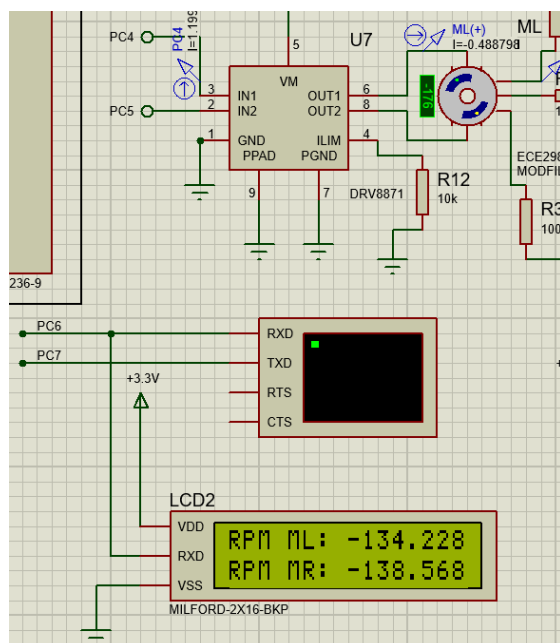 PC4
PC4
I=1.199
5
U7
ML(+)
I=-0.488798
ML
VM
3
IN1
OUT1
6
-176
PC5
2
IN2
OUT2
8
1
GND
ILIM
4
PPAD
PGND
ECE298
MODFIL
9
7
DRV8871
R12
10k
R3
100
236-9
PC6
RXD
PC7
TXD
+3.3V
RTS
CTS
LCD2
VDD
RPM ML: -134.228
RXD
RPM MR: -138.568
VSS
MILFORD-2X16-BKP